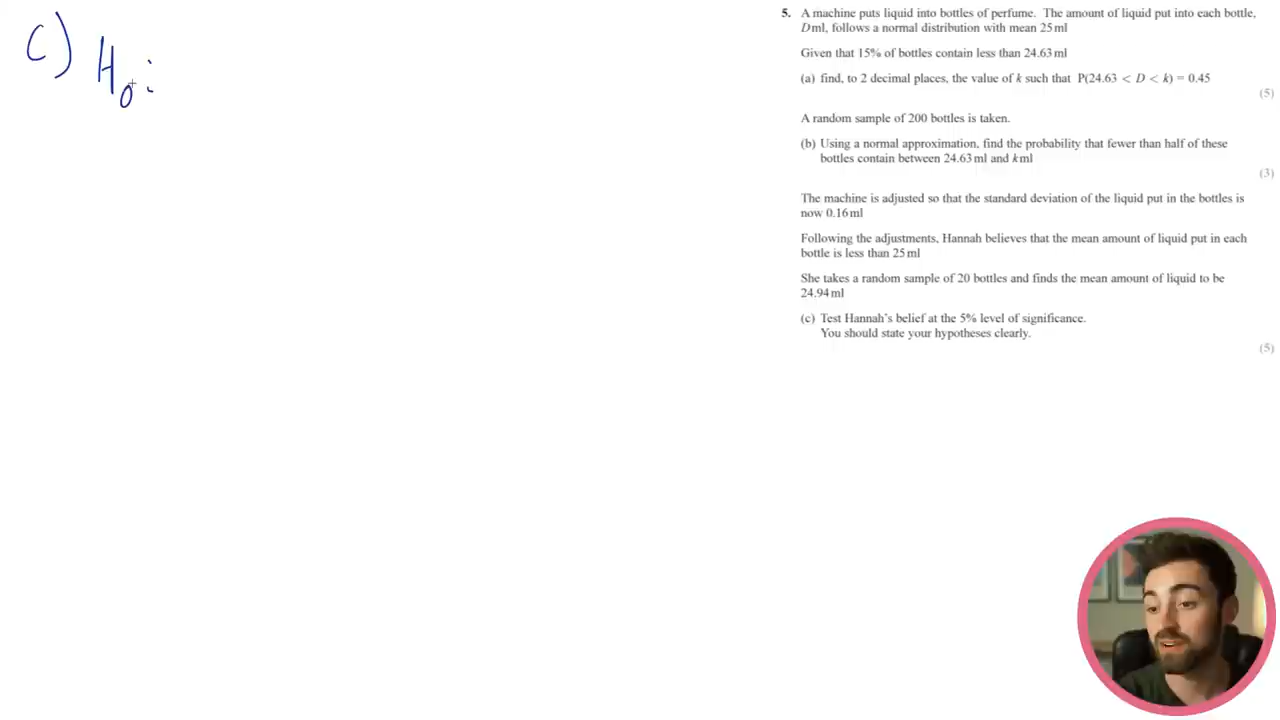 C) H₀:
5. A machine puts liquid into bottles of perfume. The amount of liquid put into each bottle,
D ml, follows a normal distribution with mean 25 ml
Given that 15% of bottles contain less than 24.63 ml
(a) find, to 2 decimal places, the value of k such that P(24.63 < D < k) = 0.45
(5)
A random sample of 200 bottles is taken.
(b) Using a normal approximation, find the probability that fewer than half of these
bottles contain between 24.63 ml and k ml
(3)
The machine is adjusted so that the standard deviation of the liquid put in the bottles is
now 0.16 ml
Following the adjustments, Hannah believes that the mean amount of liquid put in each
bottle is less than 25 ml
She takes a random sample of 20 bottles and finds the mean amount of liquid to be
24.94 ml
(c) Test Hannah's belief at the 5% level of significance.
You should state your hypotheses clearly.
(5)